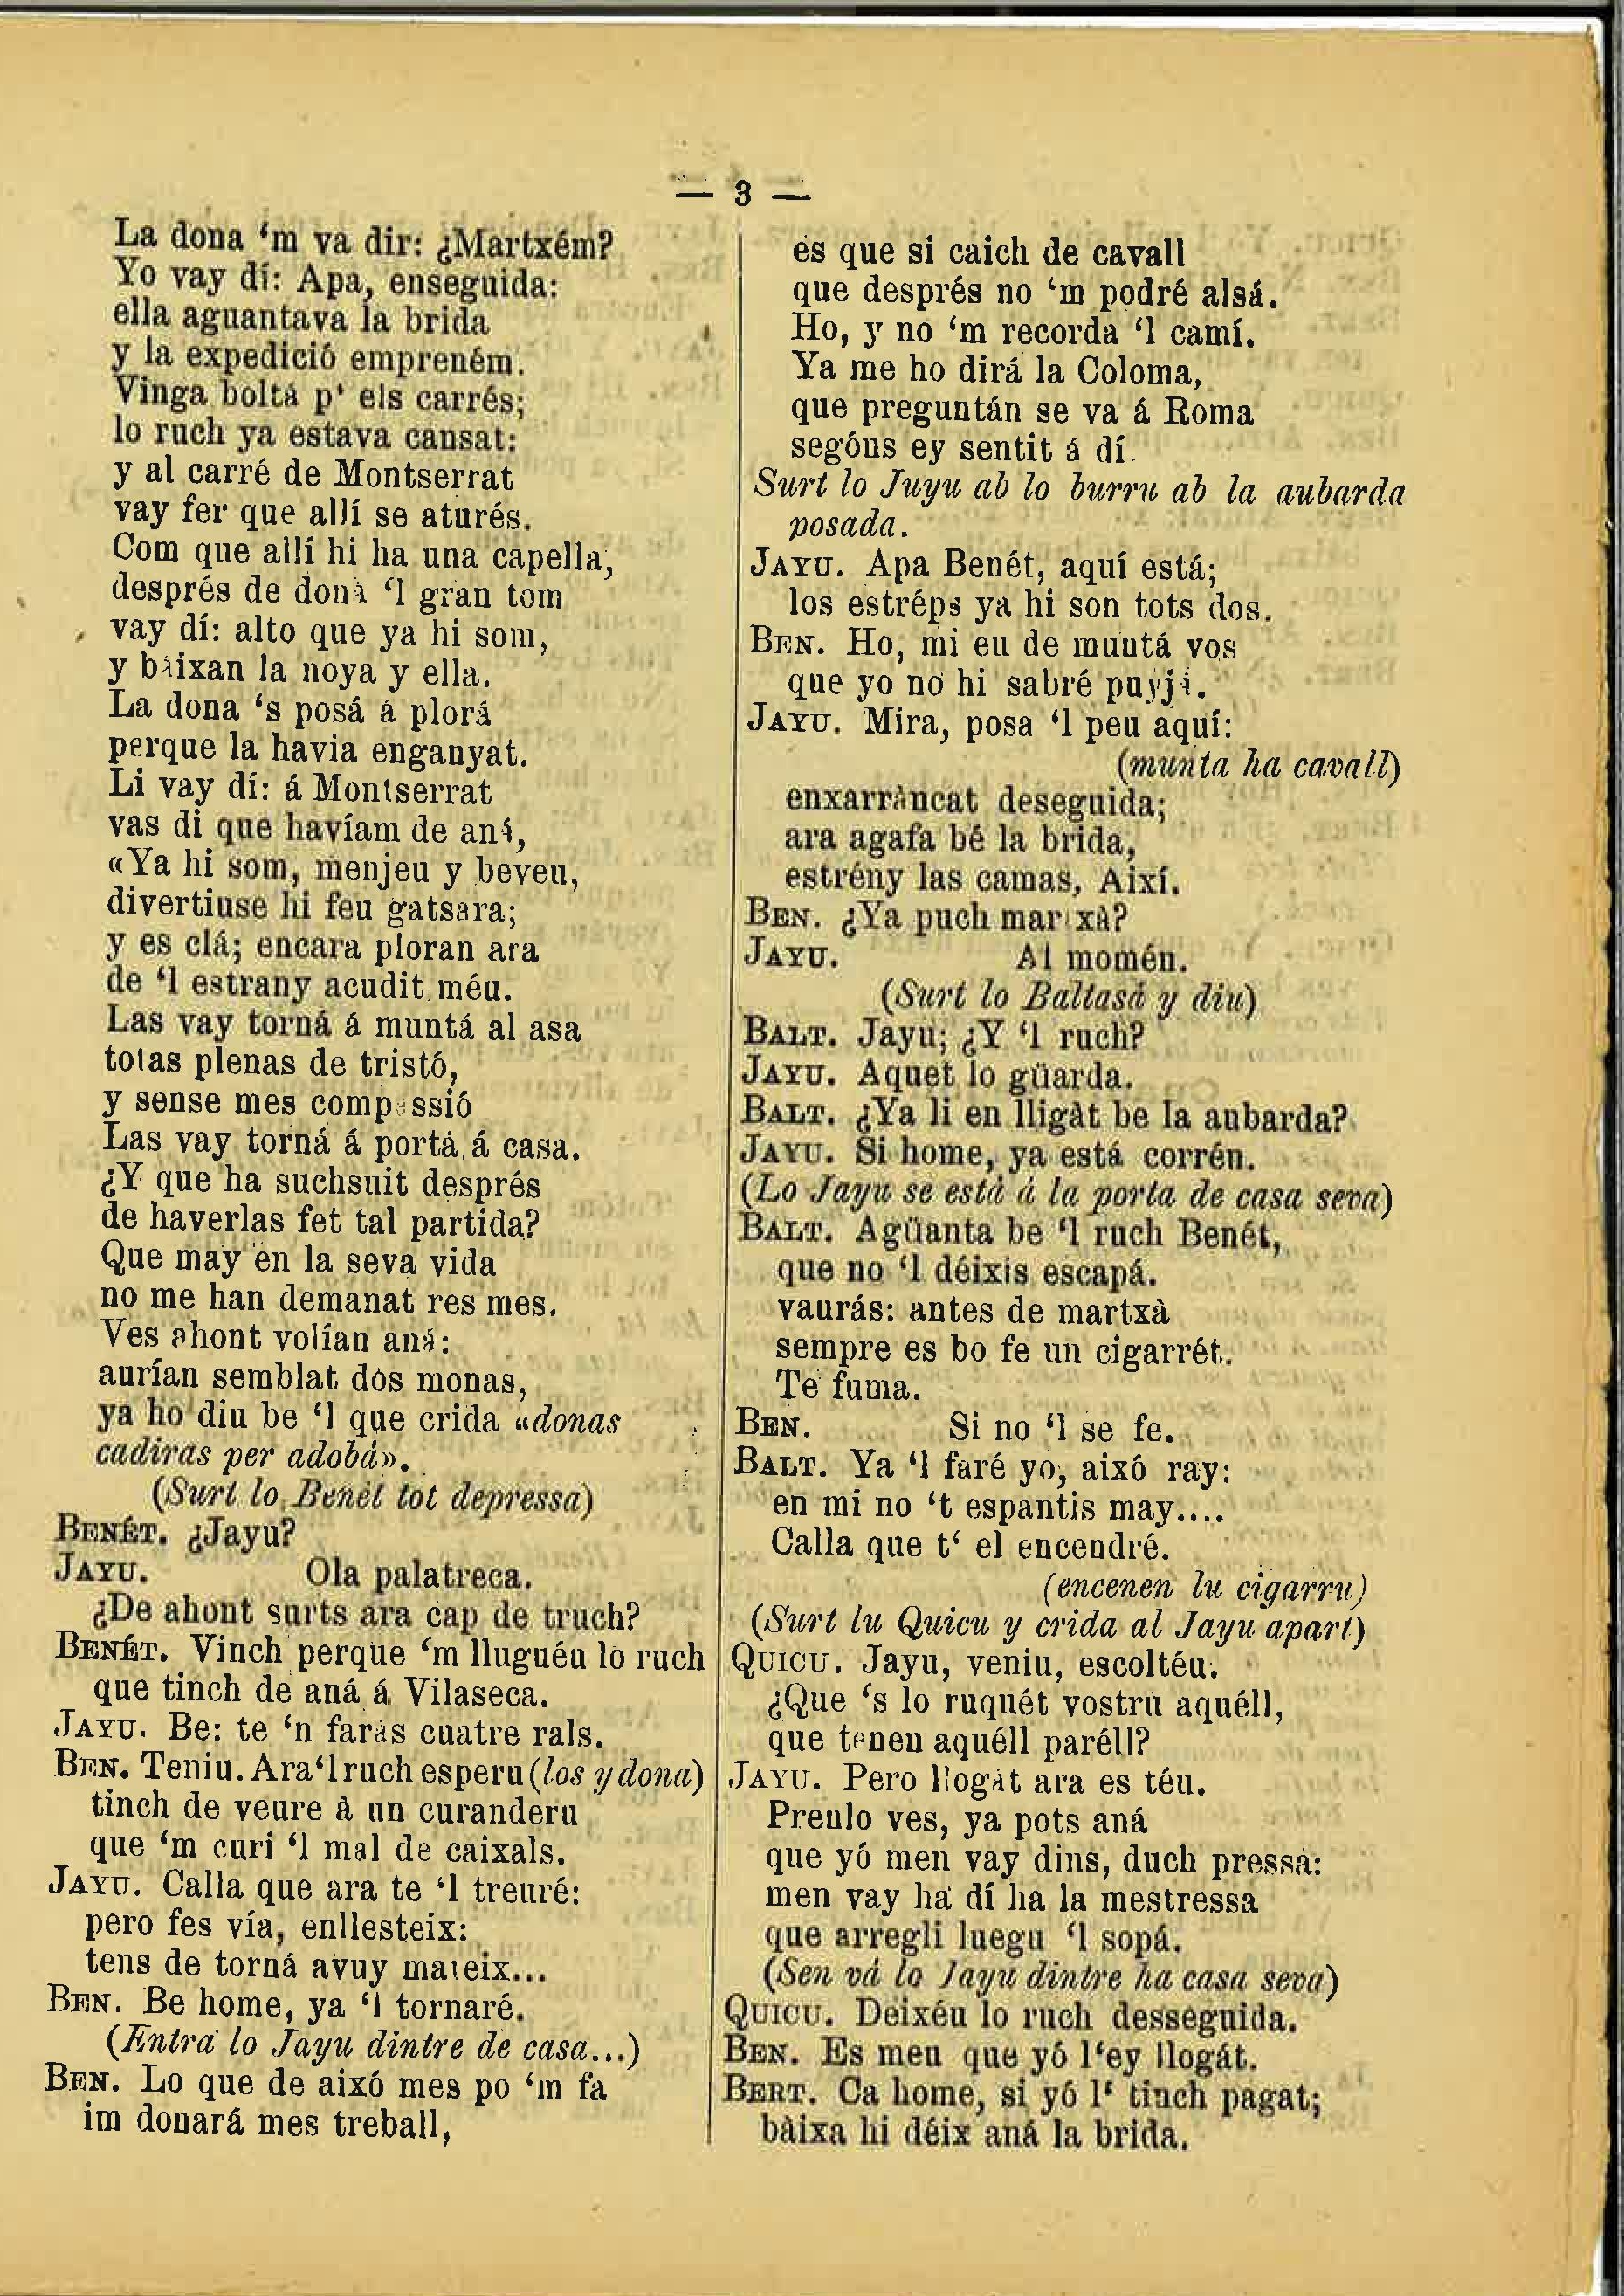 — 3 —
La dona ‘m va dir: ¿Martxém?
Yo vay dí: Apa, enseguida:
ella aguantava la brida
y la expedició empreném.
Vinga boltá p‘ els carrés;
lo ruch ya estava cansat:
y al carré de Montserrat
vay fer que allí se aturés.
Com que allí hi ha una capella,
després de donà ‘l gran tom
vay dí: alto que ya hi som,
y baixan la noya y ella.
La dona ‘s posá á plorá
perque la havia enganyat.
Li vay dí: á Montserrat
vas di que havíam de aná,
«Ya hi som, menjeu y beveu,
divertiuse hi feu gatsara;
y es clá; encara ploran ara
de ‘l estrany acudit méu.
Las vay torná á muntá al asa
totas plenas de tristó,
y sense mes compassió
Las vay torná á portà á casa.
¿Y que ha suchsuit després
de haverlas fet tal partida?
Que may en la seva vida
no me han demanat res mes.
Ves ahont volían aná:
aurían semblat dos monas,
ya ho diu be ‘l que crida «donas
cadiras per adobá».
(Surt lo Benét tot depressa)
BENÉT. ¿Jayu?
JAYU. Ola palatreca.
¿De ahont surts ara cap de truch?
BENÉT. Vinch perque ‘m lluguéu lo ruch
que tinch de aná á Vilaseca.
JAYU. Be: te ‘n farás cuatre rals.
BEN. Teniu. Ara‘l ruch esperu (los y dona)
tinch de veure à un curanderu
que ‘m curi ‘l mal de caixals.
JAYU. Calla que ara te ‘l treuré:
pero fes vía, enllesteix:
tens de torná avuy mateix...
BEN. Be home, ya ‘l tornaré.
(Entra lo Jayu dintre de casa...)
BEN. Lo que de aixó mes po ‘m fa
im donará mes treball,
es que si caich de cavall
que després no ‘m podré alsá.
Ho, y no ‘m recorda ‘l camí.
Ya me ho dirá la Coloma,
que preguntán se va á Roma
segóns ey sentit á dí.
Surt lo Juyu ab lo burru ab la aubarda
posada.
JAYU. Apa Benét, aquí está;
los estréps ya hi son tots dos.
BEN. Ho, mi eu de muntá vos
que yo no hi sabré puyjá.
JAYU. Mira, posa ‘l peu aquí:
(munta ha cavall)
enxarràncat deseguida;
ara agafa bé la brida,
estrény las camas, Així.
BEN. ¿Ya puch martxà?
JAYU. Al momén.
(Surt lo Baltasá y diu)
BALT. Jayu; ¿Y ‘l ruch?
JAYU. Aquet lo güarda.
BALT. ¿Ya li en lligàt be la aubarda?
JAYU. Si home, ya está corrén.
(Lo Jayu se está á la porta de casa seva)
BALT. Agüanta be ‘l ruch Benét,
que no ‘l déixis escapá.
vaurás: antes de martxà
sempre es bo fe un cigarrét.
Te fuma.
BEN. Si no ‘l se fe.
BALT. Ya ‘l faré yo, aixó ray:
en mi no ‘t espantis may....
Calla que t‘ el encendré.
(encenen lu cigarru)
(Surt lu Quicu y crida al Jayu apart)
QUICU. Jayu, veniu, escoltéu.
¿Que ‘s lo ruquét vostru aquéll,
que tenen aquéll paréll?
JAYU. Pero llogàt ara es téu.
Prenlo ves, ya pots aná
que yó men vay dins, duch pressa:
men vay ha dí ha la mestressa
que arregli luegu ‘l sopá.
(Sen vá lo Jayu dintre ha casa seva)
QUICU. Deixéu lo ruch desseguida.
BEN. Es meu que yó l‘ey llogát.
BERT. Ca home, si yó l‘ tinch pagat;
bàixa hi déix aná la brida.